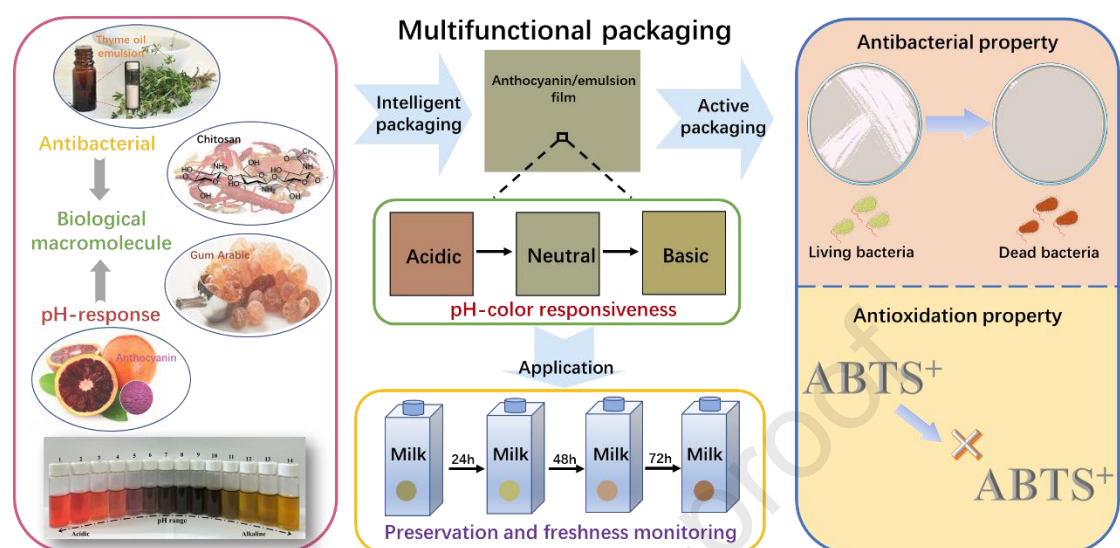 Multifunctional packaging
Thyme oil
emulsion
Antibacterial
Chitosan
Biological
macromolecule
Gum Arabic
pH-response
Anthocyanin
1 2 3 4 5 6 7 8 9 10 11 12 13 14
pH range
Acidic
Alkaline
Intelligent
packaging
Anthocyanin/emulsion
film
Active
packaging
Acidic
Neutral
Basic
pH-color responsiveness
Application
Milk
24h
Milk
48h
Milk
72h
Milk
Preservation and freshness monitoring
Antibacterial property
Living bacteria
Dead bacteria
Antioxidation property
ABTS⁺
ABTS⁺
proof